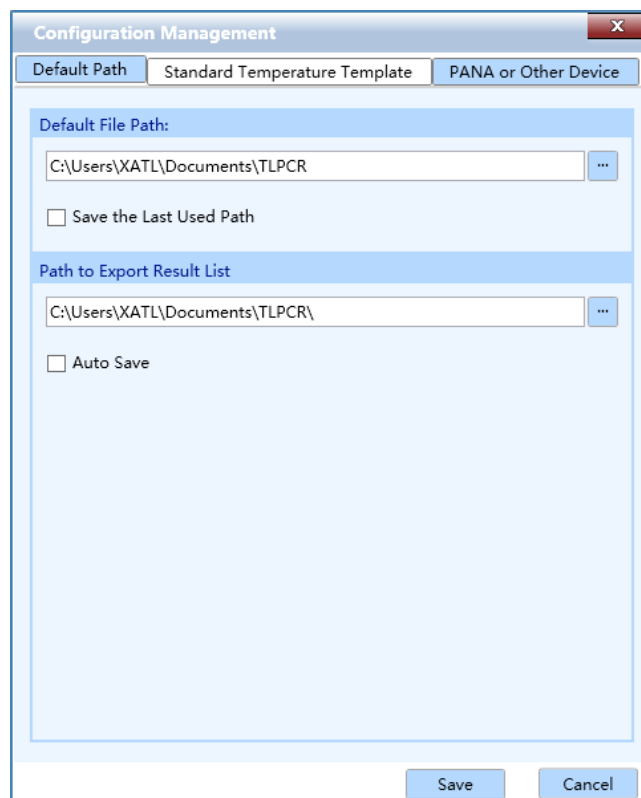 Configuration Management
x
Default Path Standard Temperature Template PANA or Other Device
Default File Path:
C:\Users\XATL\Documents\TLPCR ...
Save the Last Used Path
Path to Export Result List
C:\Users\XATL\Documents\TLPCR\ ...
Auto Save
Save Cancel